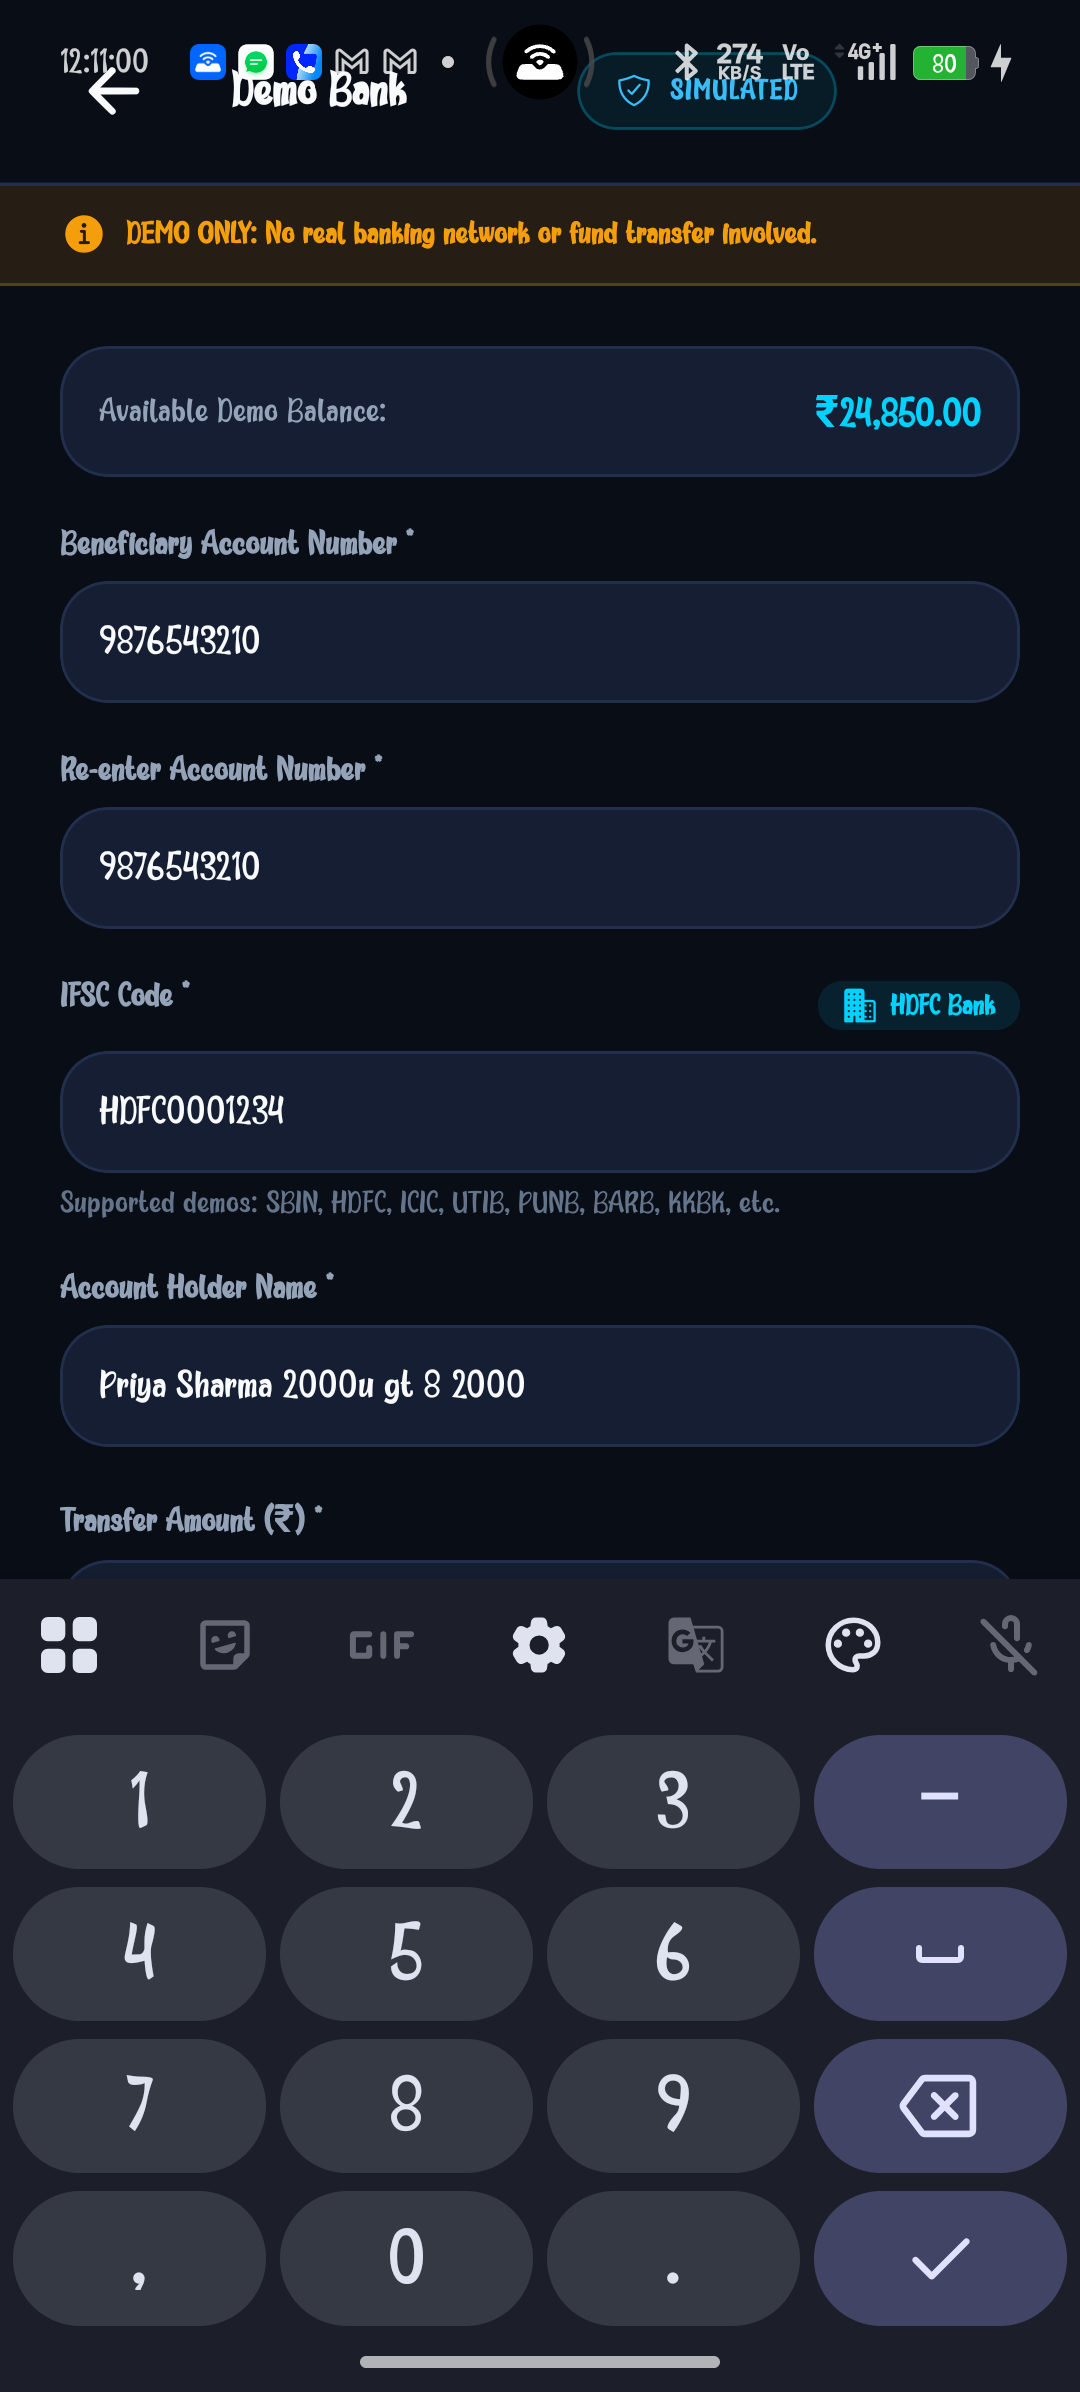 12:11:00
274 KB/S Vo LTE 4G+ 80
Demo Bank
SIMULATED
DEMO ONLY: No real banking network or fund transfer involved.
Available Demo Balance:
₹24,850.00
Beneficiary Account Number *
9876543210
Re-enter Account Number *
9876543210
IFSC Code *
HDFC Bank
HDFC0001234
Supported demos: SBIN, HDFC, ICIC, UTIB, PUNB, BARB, KKBK, etc.
Account Holder Name *
Priya Sharma 2000u gt 8 2000
Transfer Amount (₹) *
GIF
1 2 3 –
4 5 6
7 8 9
, 0 .